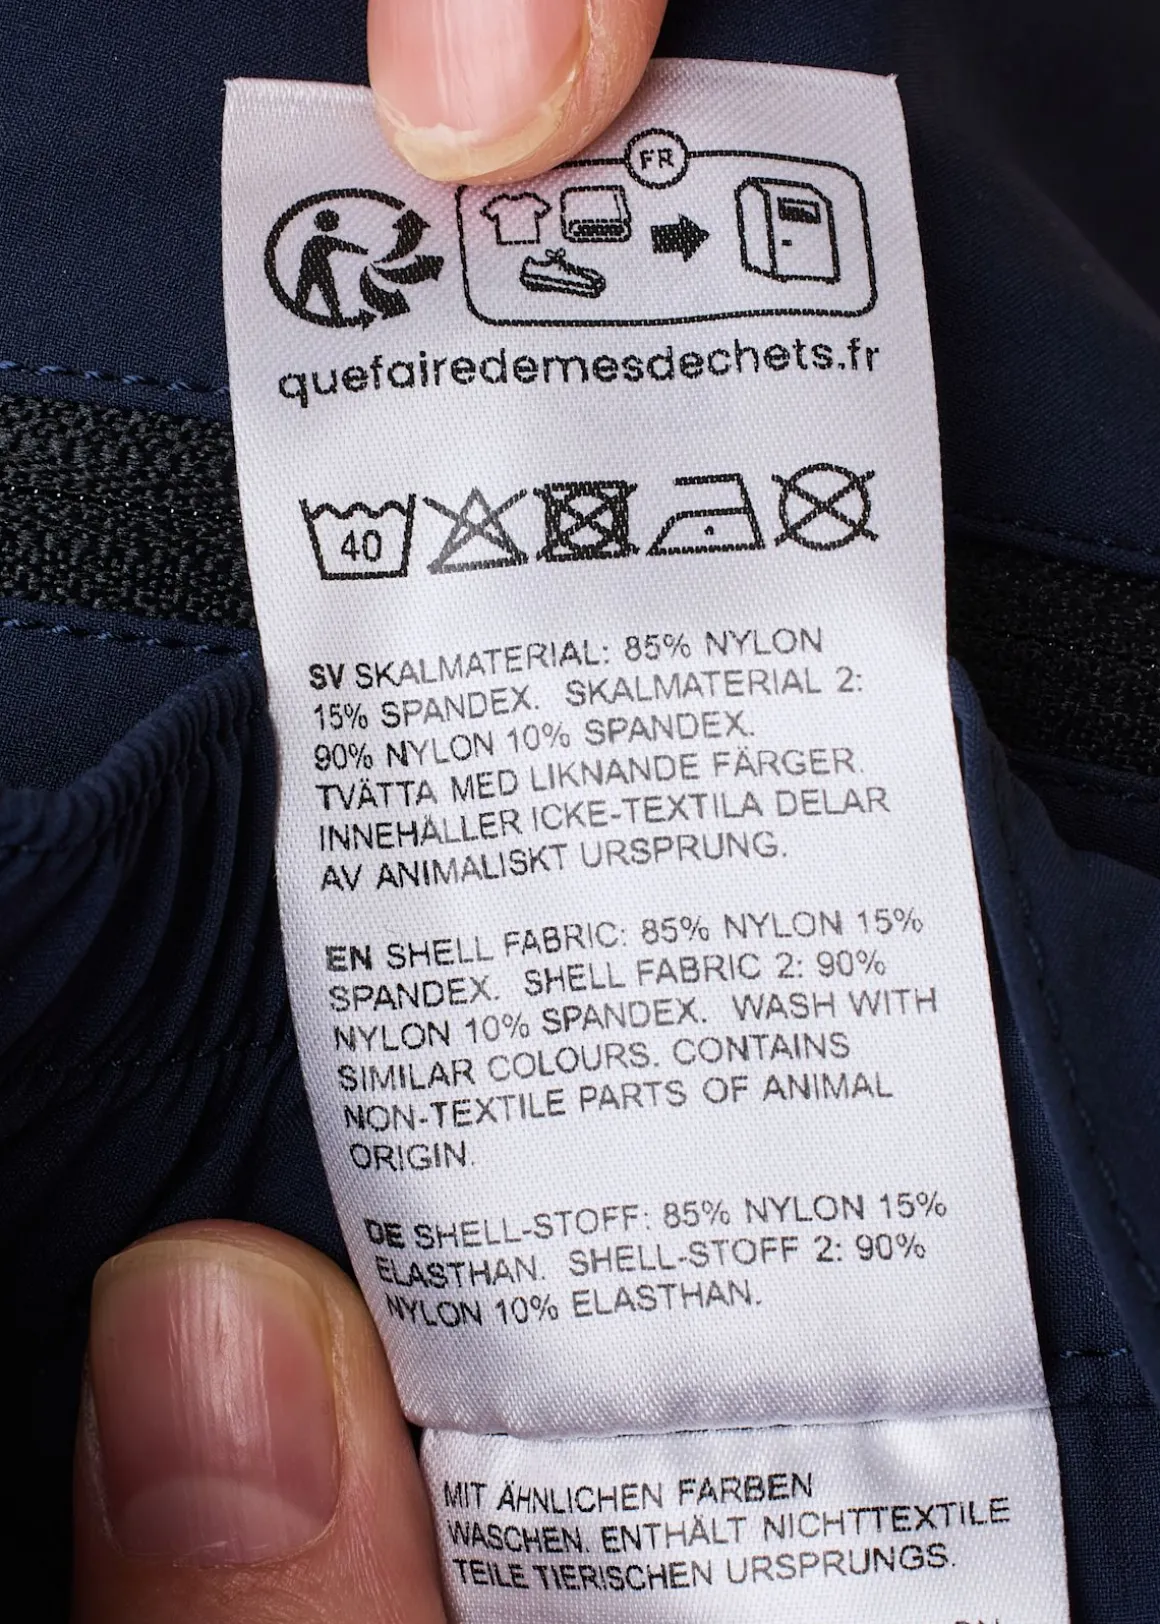 FR
quefairedemesdechets.fr
40
SV SKALMATERIAL: 85% NYLON
15% SPANDEX. SKALMATERIAL 2:
90% NYLON 10% SPANDEX.
TVÄTTA MED LIKNANDE FÄRGER.
INNEHÅLLER ICKE-TEXTILA DELAR
AV ANIMALISKT URSPRUNG.
EN SHELL FABRIC: 85% NYLON 15%
SPANDEX. SHELL FABRIC 2: 90%
NYLON 10% SPANDEX. WASH WITH
SIMILAR COLOURS. CONTAINS
NON-TEXTILE PARTS OF ANIMAL
ORIGIN.
DE SHELL-STOFF: 85% NYLON 15%
ELASTHAN. SHELL-STOFF 2: 90%
NYLON 10% ELASTHAN.
MIT ÄHNLICHEN FARBEN
WASCHEN. ENTHÄLT NICHTTEXTILE
TEILE TIERISCHEN URSPRUNGS.